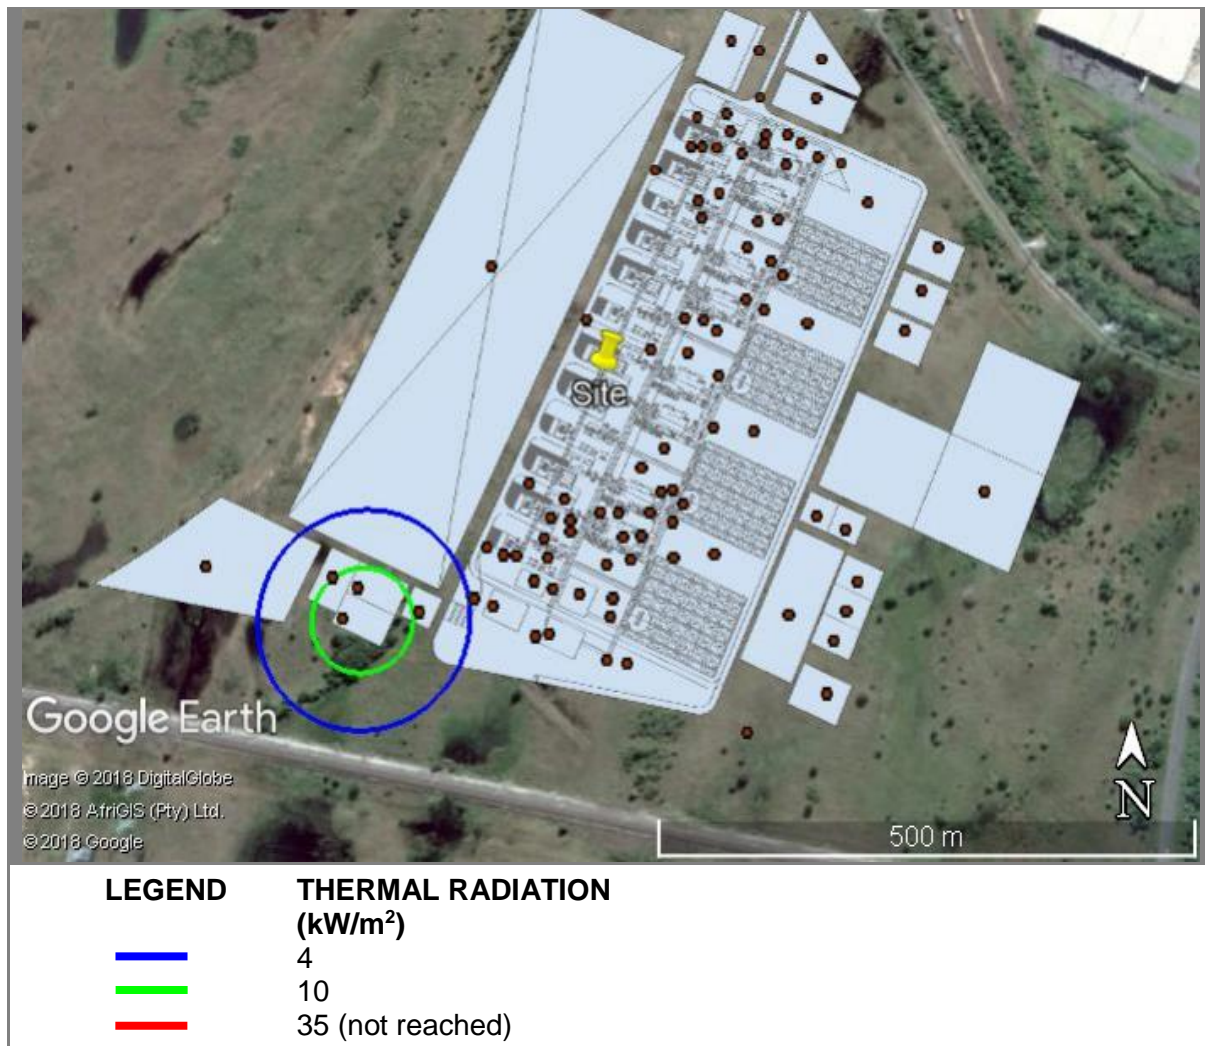 Site
Google Earth
Image © 2018 DigitalGlobe
© 2018 AfriGIS (Pty) Ltd.
© 2018 Google
N
500 m
LEGEND THERMAL RADIATION
(kW/m²)
4
10
35 (not reached)